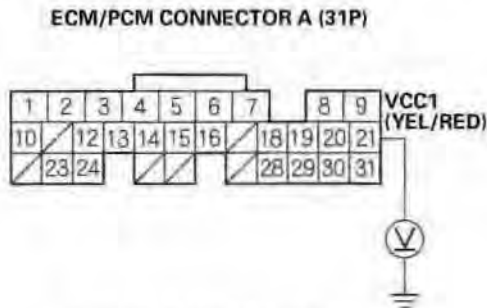 ECM/PCM CONNECTOR A (31P)
1 2 3 4 5 6 7 8 9
VCC1
(YEL/RED)
10 12 13 14 15 16 18 19 20 21
23 24 28 29 30 31
V